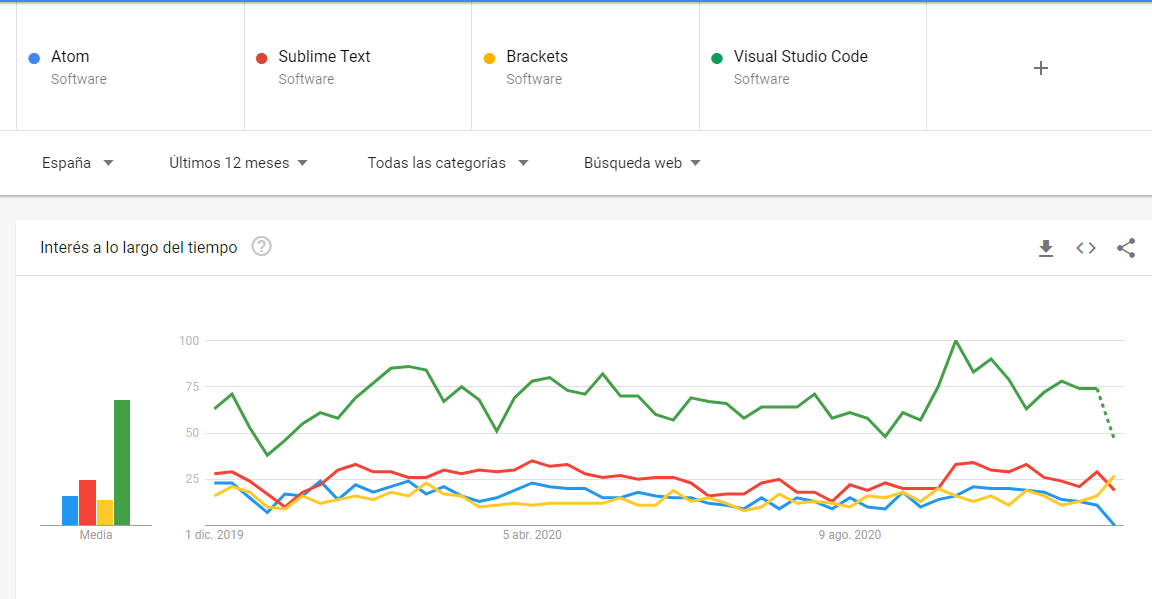 Atom
Software
Sublime Text
Software
Brackets
Software
Visual Studio Code
Software
+
España
Últimos 12 meses
Todas las categorías
Búsqueda web
Interés a lo largo del tiempo
?
100
75
50
25
Media
1 dic. 2019
5 abr. 2020
9 ago. 2020